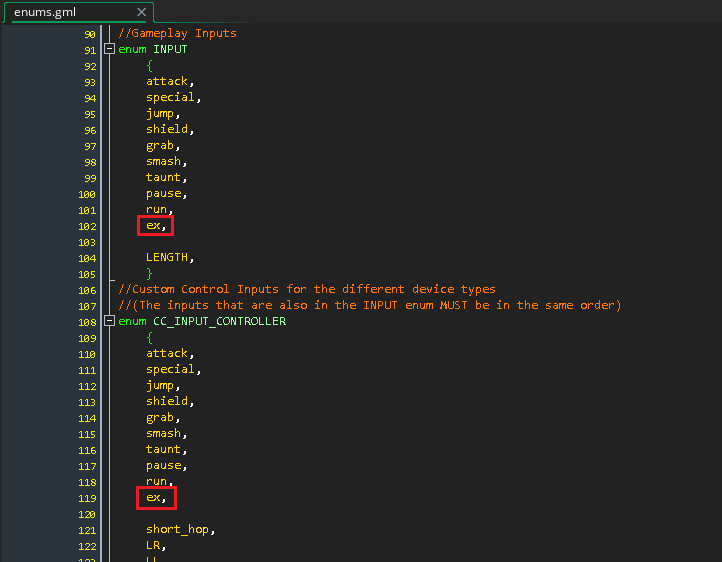 enums.gml
90 //Gameplay Inputs
91 enum INPUT
92 {
93 attack,
94 special,
95 jump,
96 shield,
97 grab,
98 smash,
99 taunt,
100 pause,
101 run,
102 ex,
103
104 LENGTH,
105 }
106 //Custom Control Inputs for the different device types
107 //(The inputs that are also in the INPUT enum MUST be in the same order)
108 enum CC_INPUT_CONTROLLER
109 {
110 attack,
111 special,
112 jump,
113 shield,
114 grab,
115 smash,
116 taunt,
117 pause,
118 run,
119 ex,
120
121 short_hop,
122 LR,